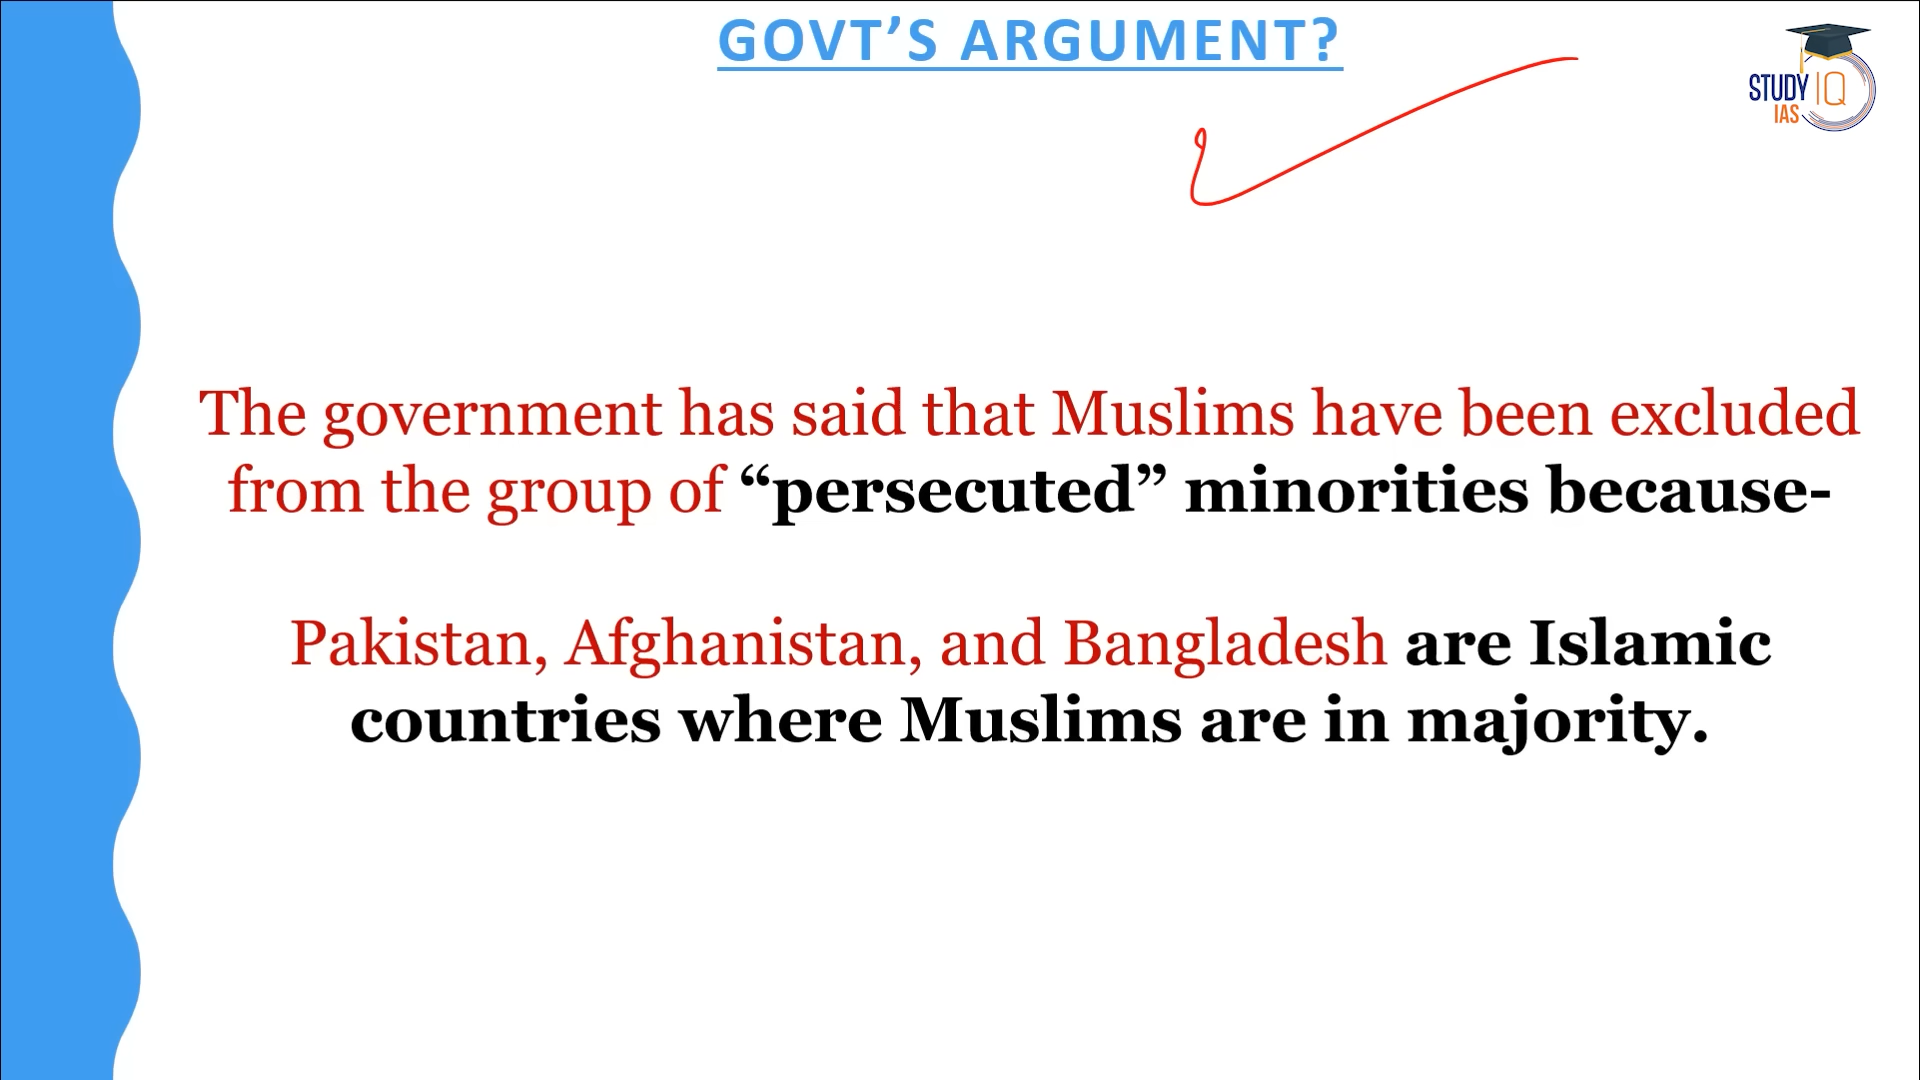 GOVT’S ARGUMENT?
STUDY IQ
IAS
The government has said that Muslims have been excluded
from the group of “persecuted” minorities because-
Pakistan, Afghanistan, and Bangladesh are Islamic
countries where Muslims are in majority.